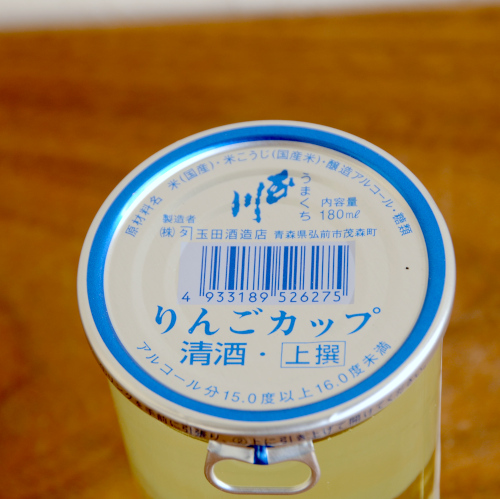 原材料名 米(国産)・米こうじ(国産米)・醸造アルコール・糖類
うまくち
内容量
180ml
製造者
(株)タ玉田酒造店 青森県弘前市茂森町
4 933189 526275
りんごカップ
清酒・上撰
アルコール分15.0度以上16.0度未満